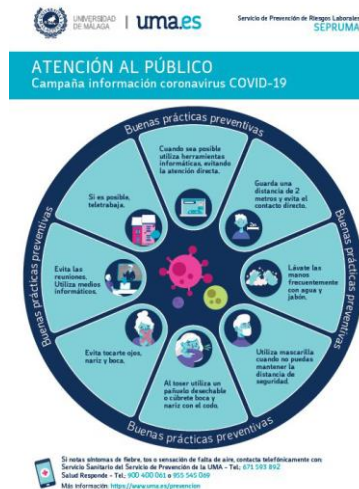 UNIVERSIDAD
DE MÁLAGA
uma.es
Servicio de Prevención de Riesgos Laborales
SEPRUMA
ATENCIÓN AL PÚBLICO
Campaña información coronavirus COVID-19
Buenas prácticas preventivas
Cuando sea posible
utiliza herramientas
informáticas, evitando
la atención directa.
Guarda una
distancia de 2
metros y evita el
contacto directo.
Buenas prácticas preventivas
Lávate las
manos
frecuentemente
con agua y
jabón.
Utiliza mascarilla
cuando no puedas
mantener la
distancia de
seguridad.
Buenas prácticas preventivas
Al toser utiliza un
pañuelo desechable
o cúbrete boca y
nariz con el codo.
Evita tocarte ojos,
nariz y boca.
Buenas prácticas preventivas
Evita las
reuniones.
Utiliza medios
informáticos.
Si es posible,
teletrabaja.
Si notas síntomas de fiebre, tos o sensación de falta de aire, contacta telefónicamente con:
Servicio Sanitario del Servicio de Prevención de la UMA - Tel.: 671 593 892
Salud Responde - Tel.: 900 400 061 o 955 545 060
Más información: https://www.uma.es/prevencion